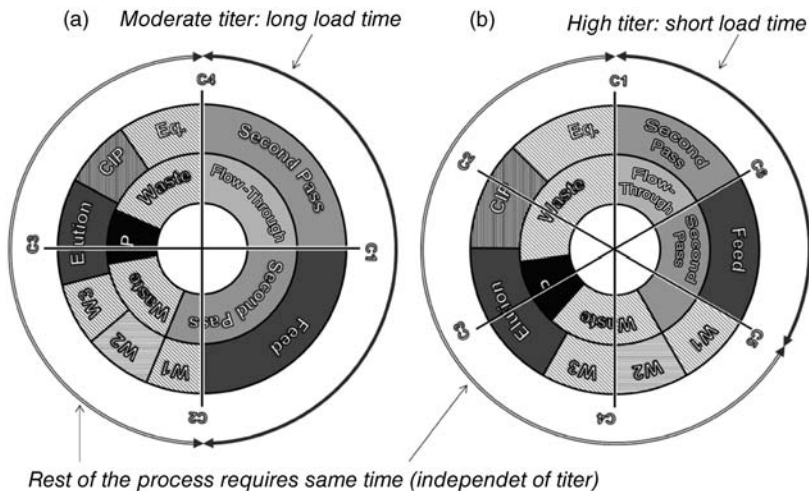 (a)
Moderate titer: long load time
(b)
High titer: short load time
C4
Eq.
Second Pass
CIP
Waste
Flow-Through
Elution
P
C3
C1
W3
Waste
Second Pass
Feed
W2
W1
C2
C1
Eq.
Second
Pass
C2
C6
CIP
Waste
Flow-
Through
Second
Pass
Feed
Elution
Waste
C3
W1
C5
W3
W2
C4
Rest of the process requires same time (independet of titer)